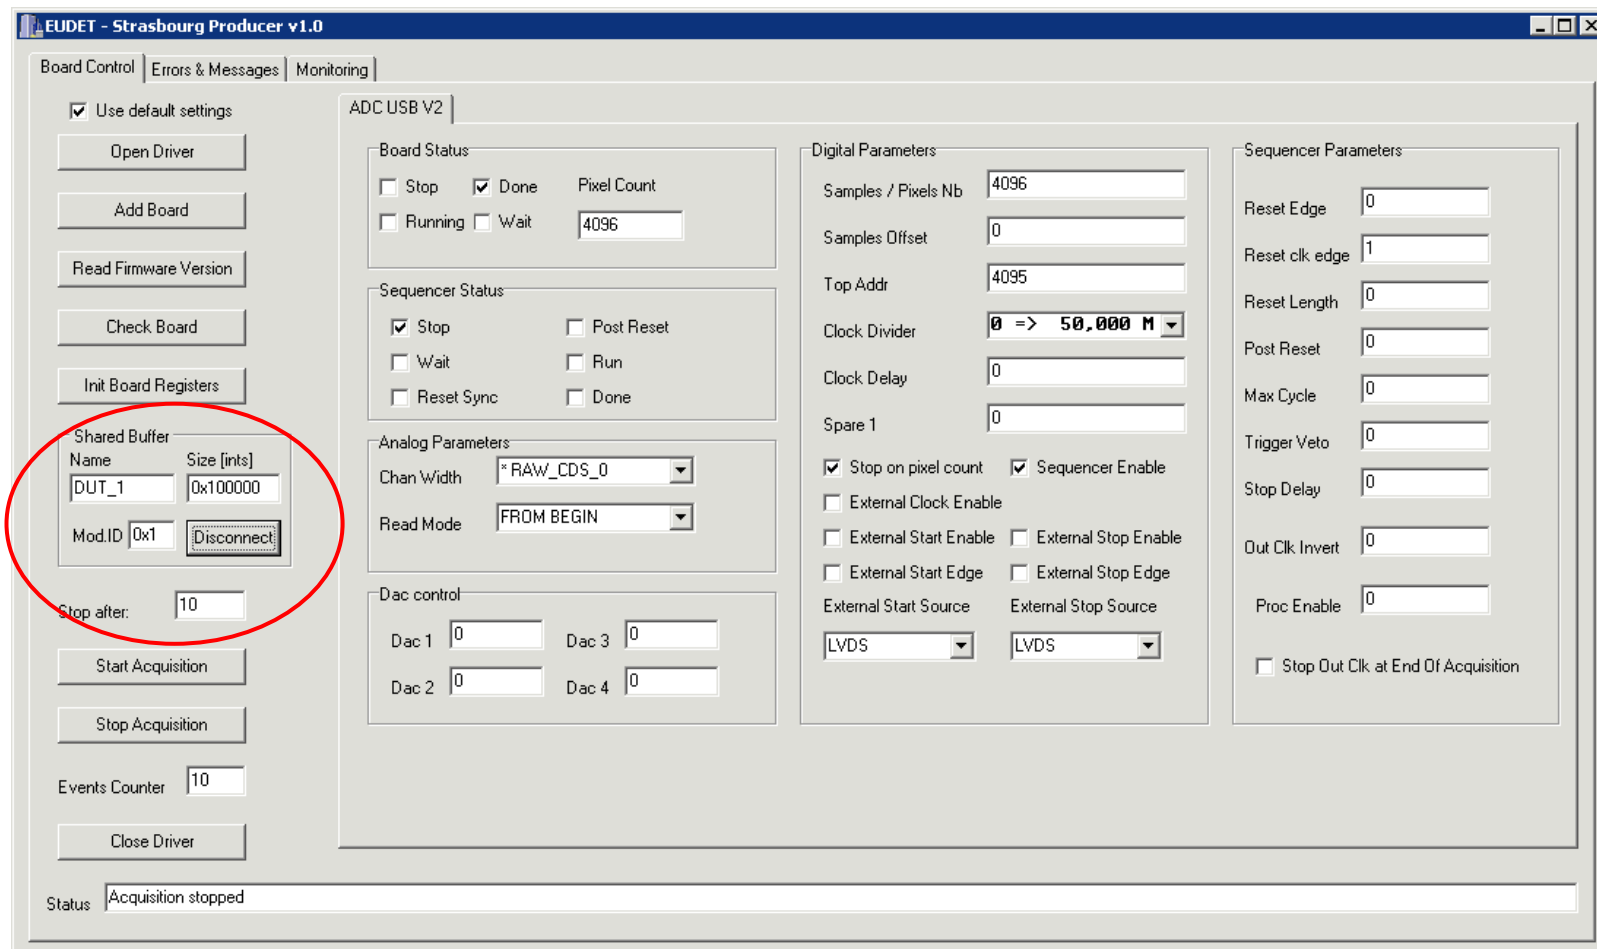 EUDET - Strasbourg Producer v1.0
Board Control Errors & Messages Monitoring
Use default settings
Open Driver
Add Board
Read Firmware Version
Check Board
Init Board Registers
Shared Buffer
Name Size [ints]
DUT_1 0x100000
Mod.ID 0x1 Disconnect
Stop after: 10
Start Acquisition
Stop Acquisition
Events Counter 10
Close Driver
ADC USB V2
Board Status
Stop Done Pixel Count
Running Wait 4096
Sequencer Status
Stop Post Reset
Wait Run
Reset Sync Done
Analog Parameters
Chan Width * RAW_CDS_0
Read Mode FROM BEGIN
Dac control
Dac 1 0 Dac 3 0
Dac 2 0 Dac 4 0
Digital Parameters
Samples / Pixels Nb 4096
Samples Offset 0
Top Addr 4095
Clock Divider 0 => 50,000 M
Clock Delay 0
Spare 1 0
Stop on pixel count Sequencer Enable
External Clock Enable
External Start Enable External Stop Enable
External Start Edge External Stop Edge
External Start Source External Stop Source
LVDS LVDS
Sequencer Parameters
Reset Edge 0
Reset clk edge 1
Reset Length 0
Post Reset 0
Max Cycle 0
Trigger Veto 0
Stop Delay 0
Out Clk Invert 0
Proc Enable 0
Stop Out Clk at End Of Acquisition
Status Acquisition stopped